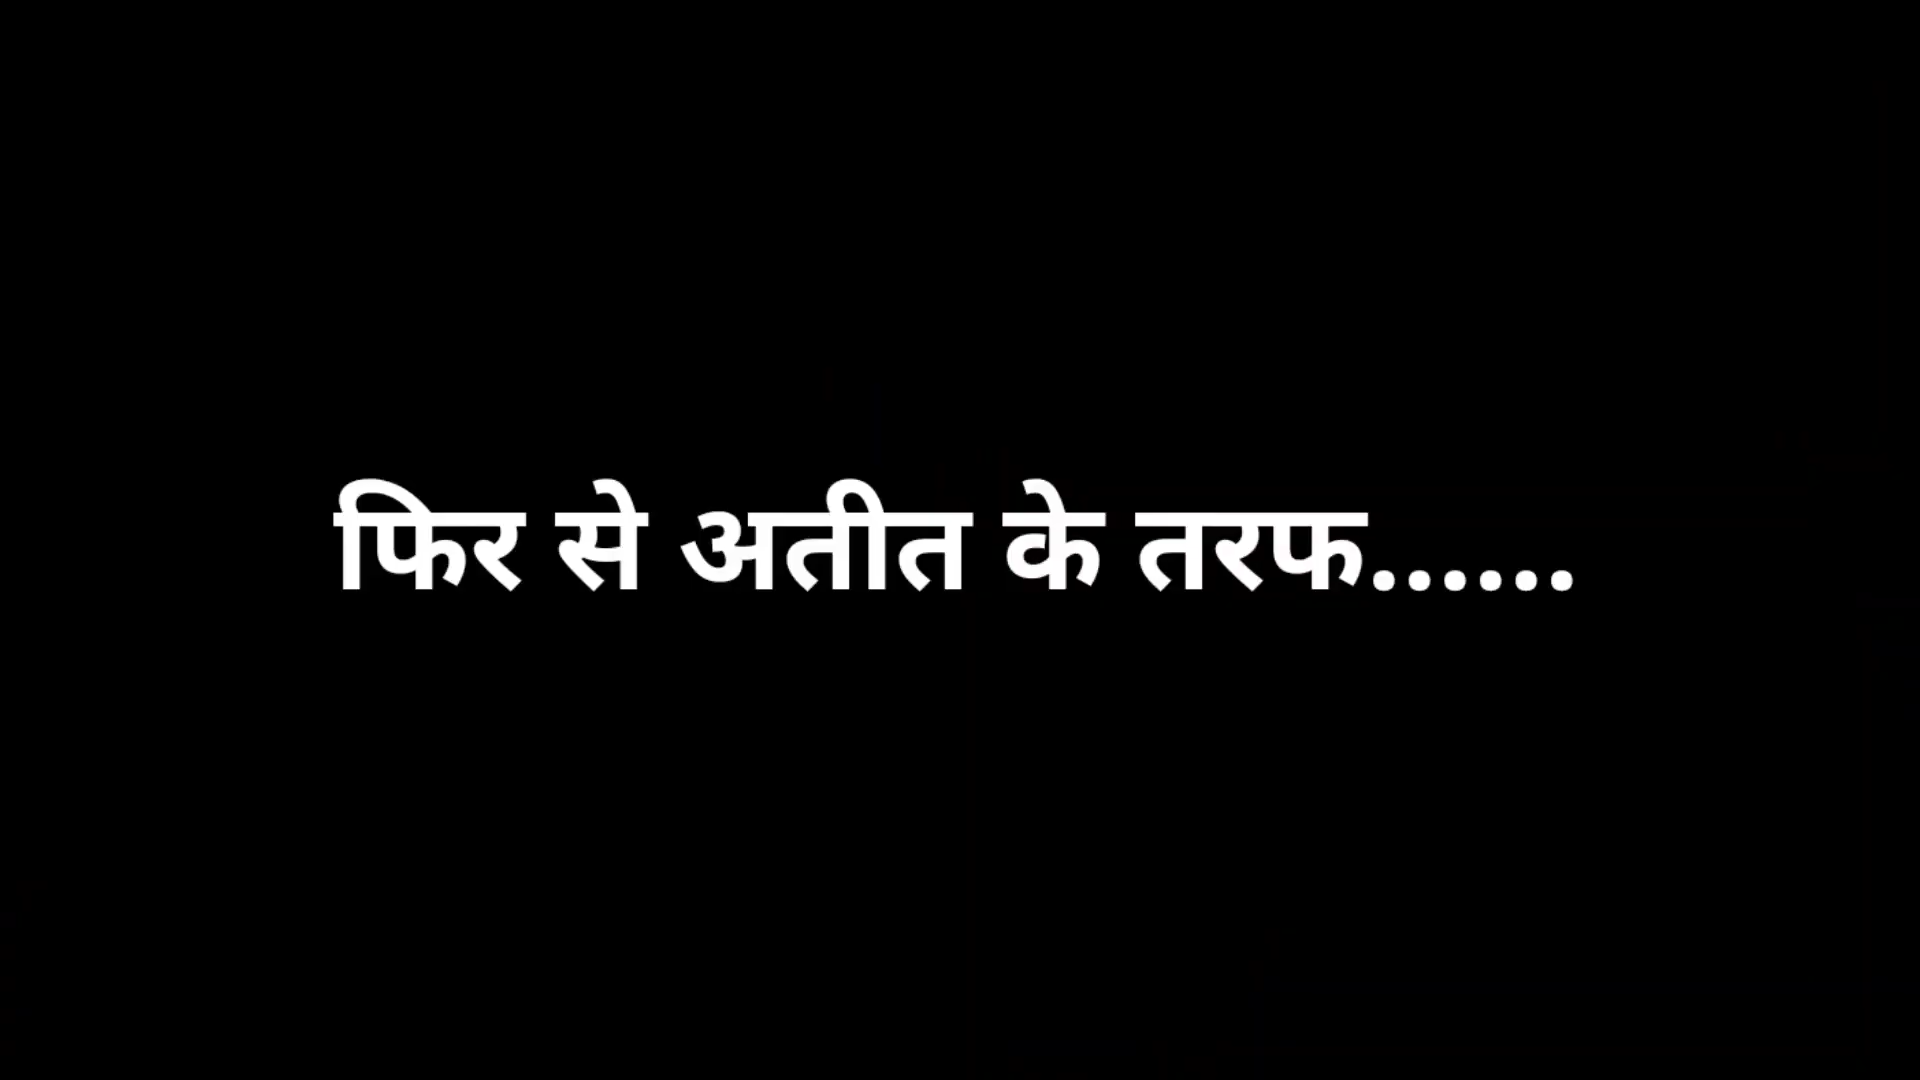 फिर से अतीत के तरफ......